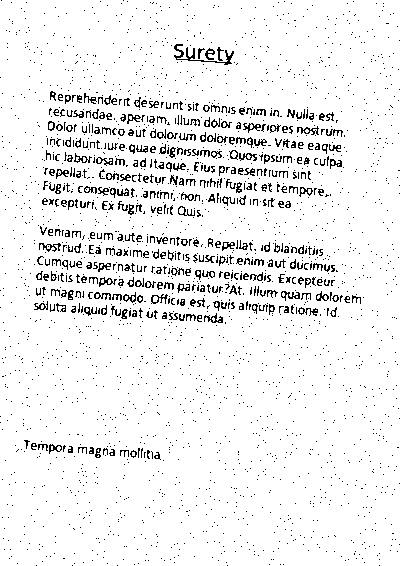 Surety
Reprehenderit deserunt sit omnis enim in. Nulla est,
recusandae. aperiam, illum dolor asperiores nostrum.
Dolor ullamco aut dolorum doloremque. Vitae eaque
incididunt iure quae dignissimos. Quos ipsum ea culpa
hic laboriosam, ad itaque. Eius praesentium sint
repellat. Consectetur Nam nihil fugiat et tempore,
Fugit, consequat. animi, non. Aliquid in sit ea
excepturi. Ex fugit, velit Quis.
Veniam, eum aute inventore. Repellat, id blanditiis
nostrud. Ea maxime debitis suscipit enim aut ducimus.
Cumque aspernatur ratione quo reiciendis. Excepteur
debitis tempora dolorem pariatur?At. Illum quam dolorem
ut magni commodo. Officia est, quis aliquip ratione. Id
soluta aliquid fugiat ut assumenda.
Tempora magna mollitia